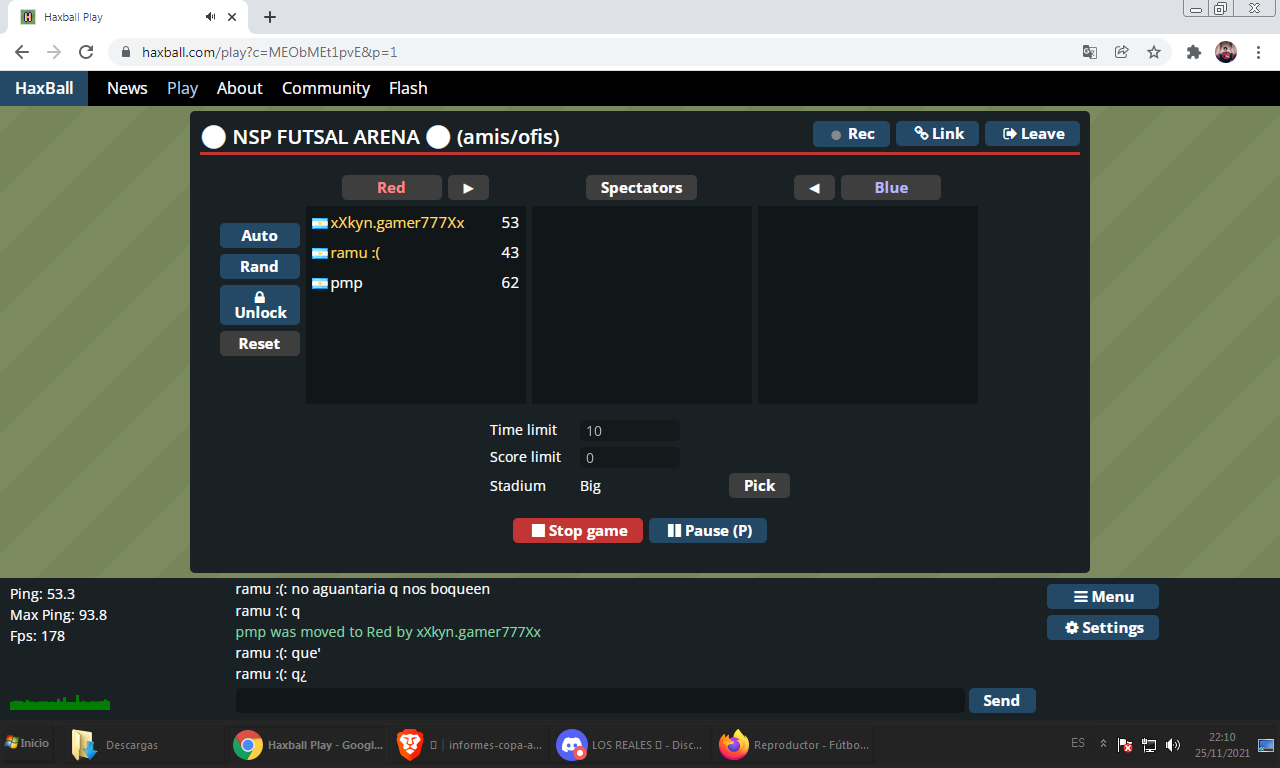 Haxball Play
haxball.com/play?c=MEObMEt1pvE&p=1
HaxBall News Play About Community Flash
NSP FUTSAL ARENA (amis/ofis)
Rec Link Leave
Red ▶ Spectators ◀ Blue
xXkyn.gamer777Xx 53
ramu :( 43
pmp 62
Auto
Rand
Unlock
Reset
Time limit 10
Score limit 0
Stadium Big Pick
Stop game Pause (P)
Ping: 53.3
Max Ping: 93.8
Fps: 178
ramu :(: no aguantaria q nos boqueen
ramu :(: q
pmp was moved to Red by xXkyn.gamer777Xx
ramu :(: que'
ramu :(: q¿
Send
Menu
Settings
Inicio Descargas Haxball Play - Googl... | informes-copa-a... LOS REALES - Disc... Reproductor - Fútbo... ES 22:10
25/11/2021